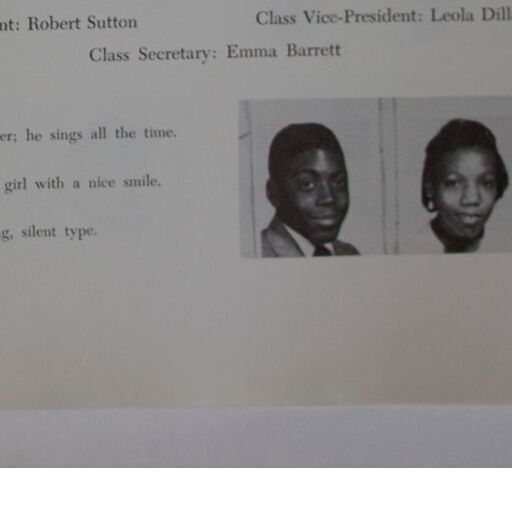 nt: Robert Sutton
Class Vice-President: Leola Dill
Class Secretary: Emma Barrett
er; he sings all the time.
girl with a nice smile.
g, silent type.